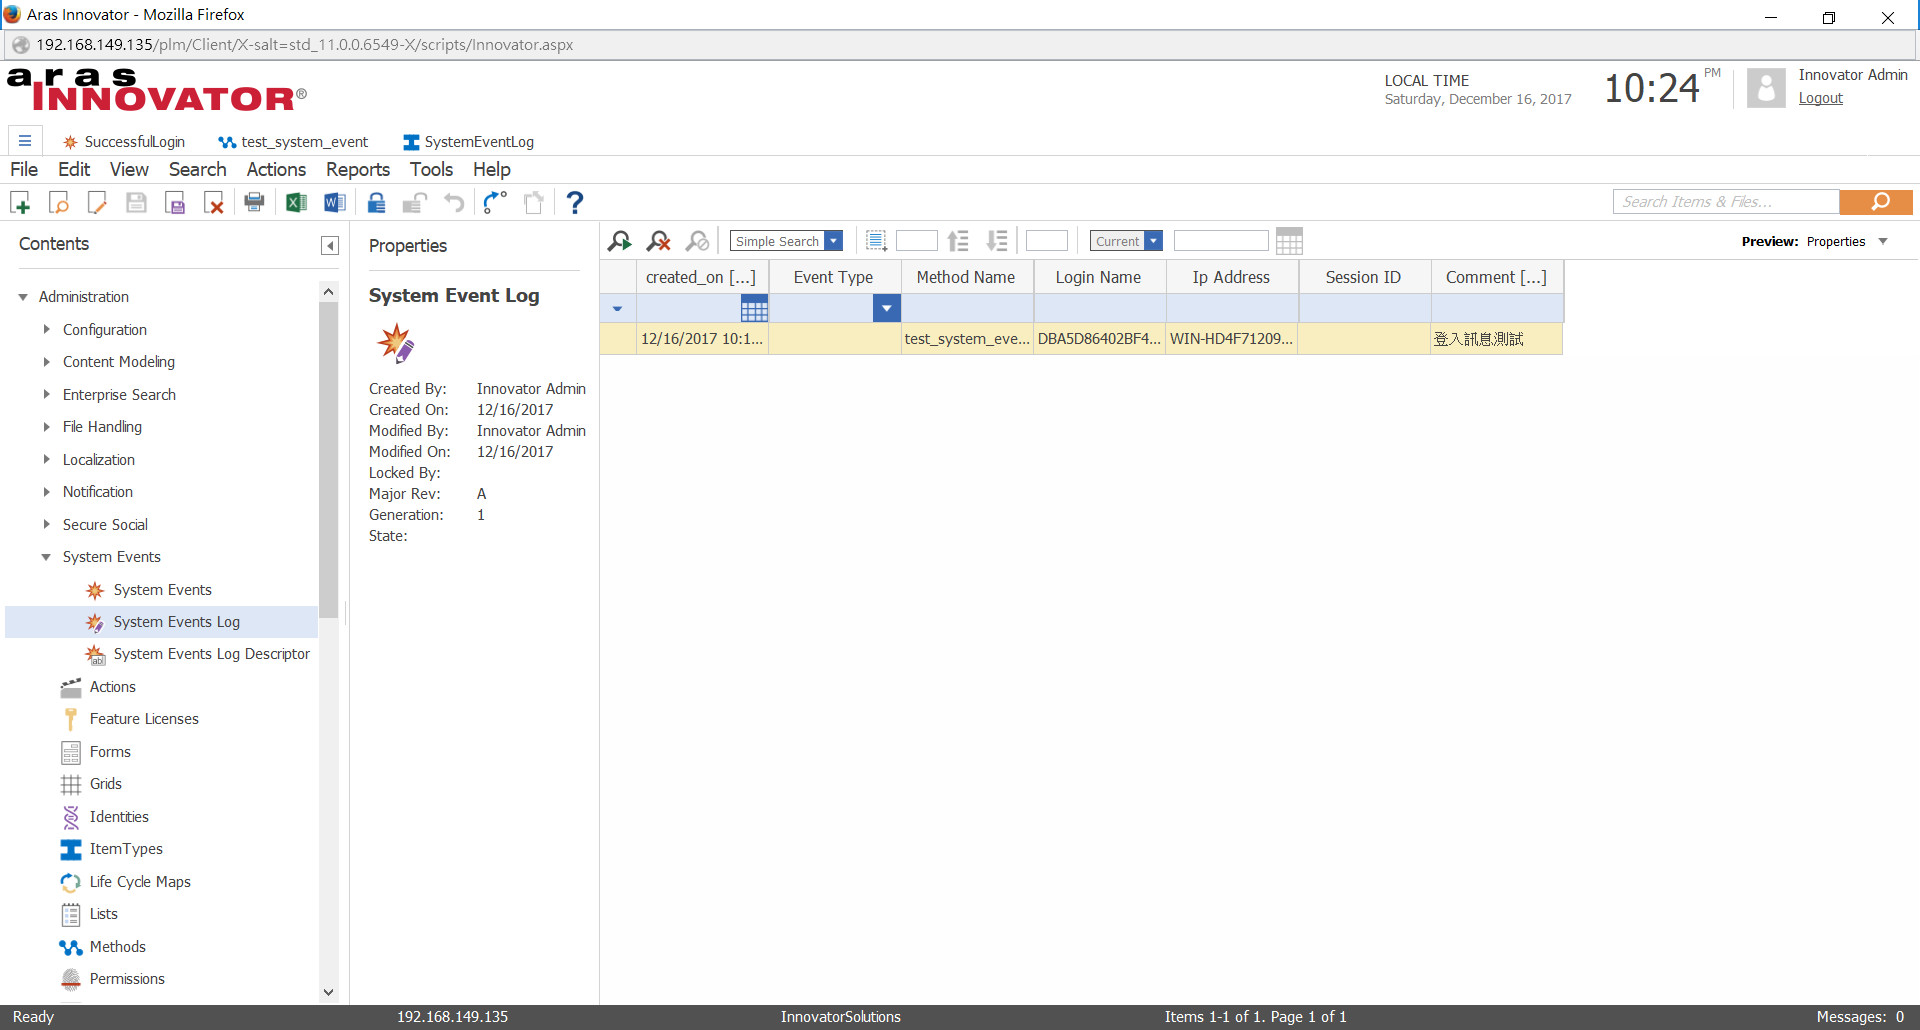 Aras Innovator - Mozilla Firefox
192.168.149.135/plm/Client/X-salt=std_11.0.0.6549-X/scripts/Innovator.aspx
aras
INNOVATOR®
LOCAL TIME
Saturday, December 16, 2017
10:24 PM
Innovator Admin
Logout
SuccessfulLogin test_system_event SystemEventLog
File Edit View Search Actions Reports Tools Help
Search Items & Files...
Contents
Administration
Configuration
Content Modeling
Enterprise Search
File Handling
Localization
Notification
Secure Social
System Events
System Events
System Events Log
System Events Log Descriptor
Actions
Feature Licenses
Forms
Grids
Identities
ItemTypes
Life Cycle Maps
Lists
Methods
Permissions
Properties
System Event Log
Created By: Innovator Admin
Created On: 12/16/2017
Modified By: Innovator Admin
Modified On: 12/16/2017
Locked By:
Major Rev: A
Generation: 1
State:
Simple Search Current Preview: Properties
created_on [...] Event Type Method Name Login Name Ip Address Session ID Comment [...]
12/16/2017 10:1... test_system_eve... DBA5D86402BF4... WIN-HD4F71209... 登入訊息測試
Ready 192.168.149.135 InnovatorSolutions Items 1-1 of 1. Page 1 of 1 Messages: 0